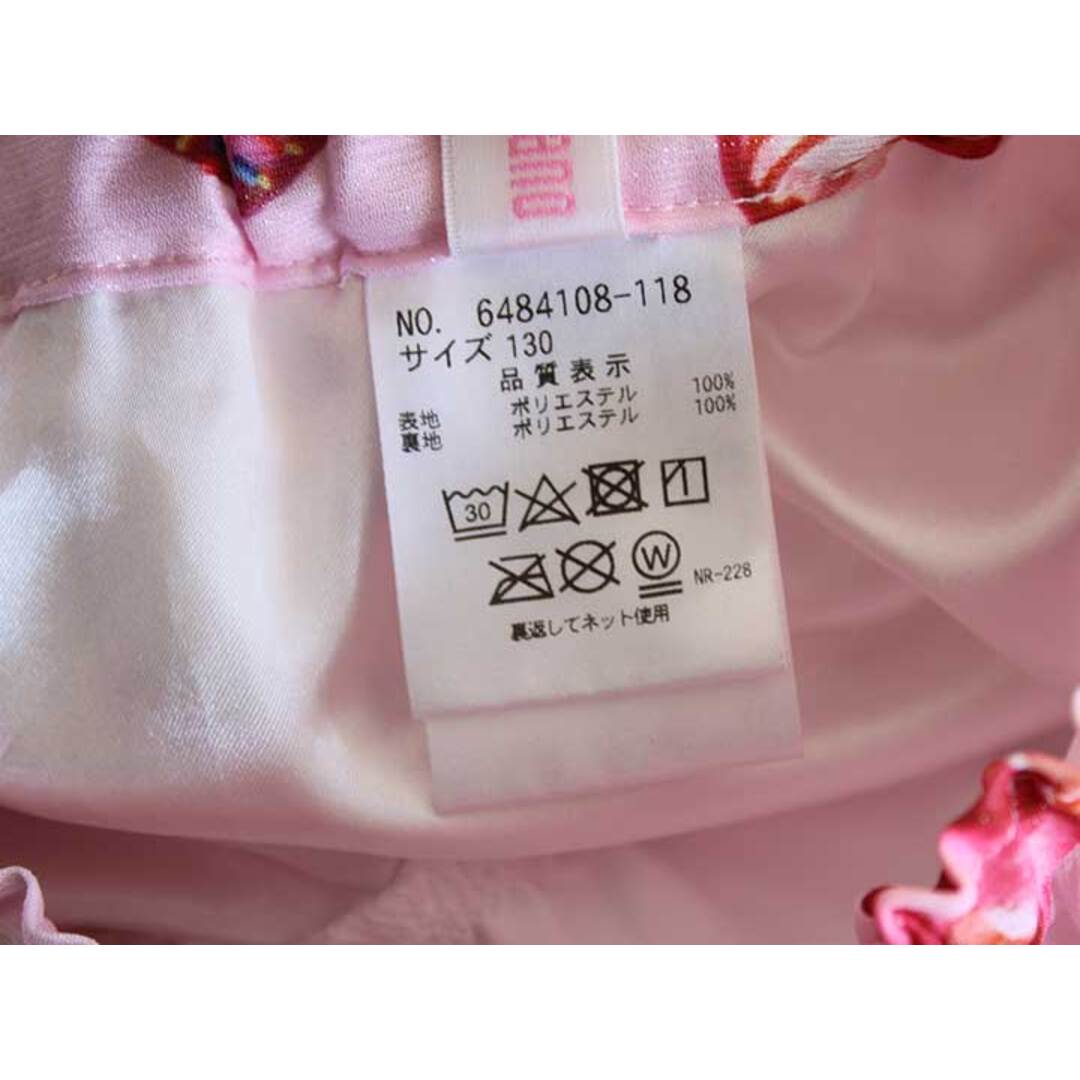 NO. 6484108-118
サイズ 130
品質表示
表地 ポリエステル 100%
裏地 ポリエステル 100%
30
W
NR-228
裏返してネット使用